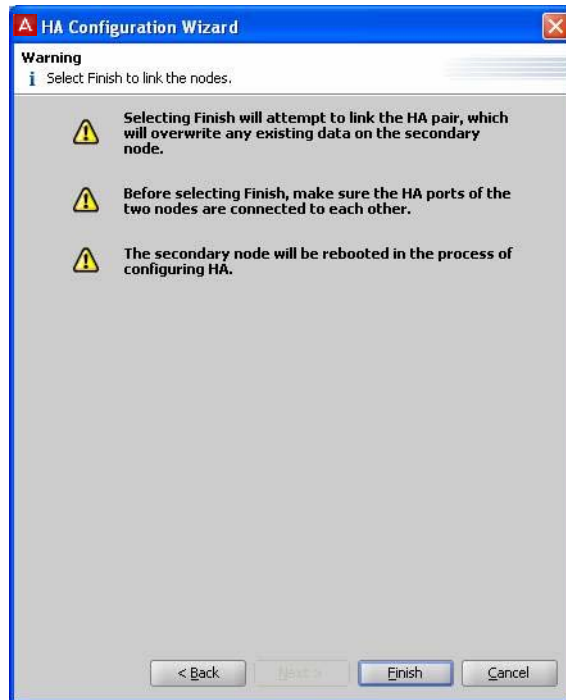 A HA Configuration Wizard
Warning
i Select Finish to link the nodes.
Selecting Finish will attempt to link the HA pair, which
will overwrite any existing data on the secondary
node.
Before selecting Finish, make sure the HA ports of the
two nodes are connected to each other.
The secondary node will be rebooted in the process of
configuring HA.
< Back Next > Finish Cancel